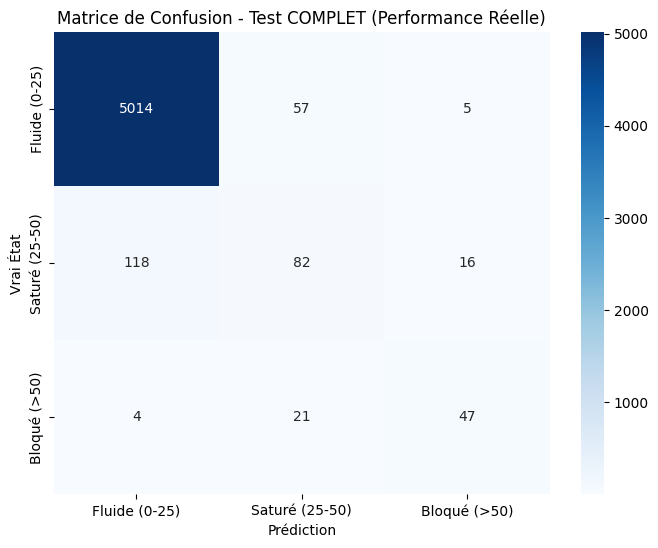 Matrice de Confusion - Test COMPLET (Performance Réelle)
Vrai État
Fluide (0-25)
5014
57
5
Saturé (25-50)
118
82
16
Bloqué (>50)
4
21
47
Fluide (0-25)
Saturé (25-50)
Bloqué (>50)
Prédiction
5000
4000
3000
2000
1000